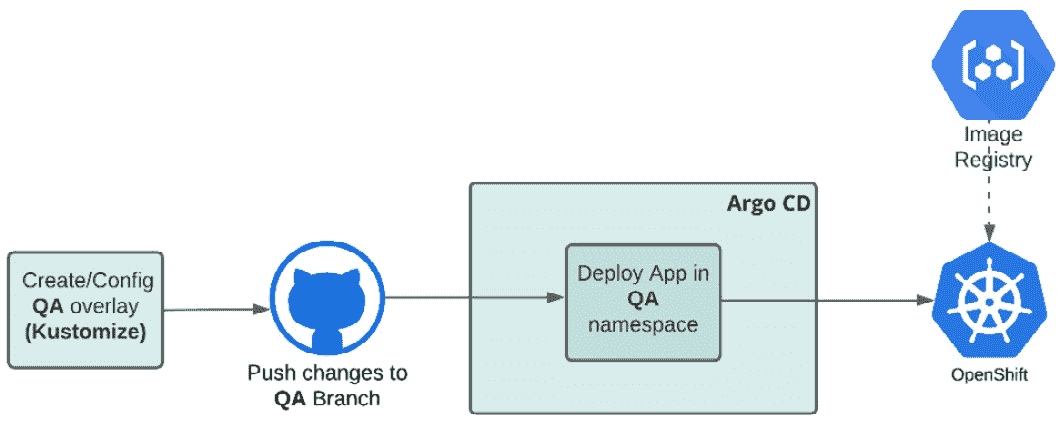 Create/Config
QA overlay
(Kustomize)
Push changes to
QA Branch
Argo CD
Deploy App in
QA
namespace
Image
Registry
OpenShift